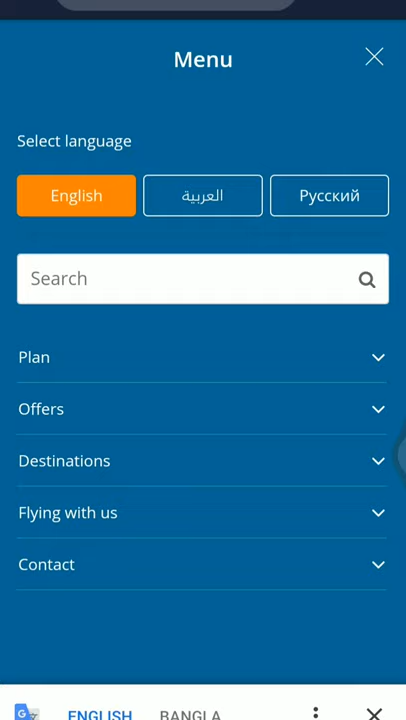 Menu
Select language
English
العربية
Русский
Search
Plan
Offers
Destinations
Flying with us
Contact
ENGLISH
BANGLA